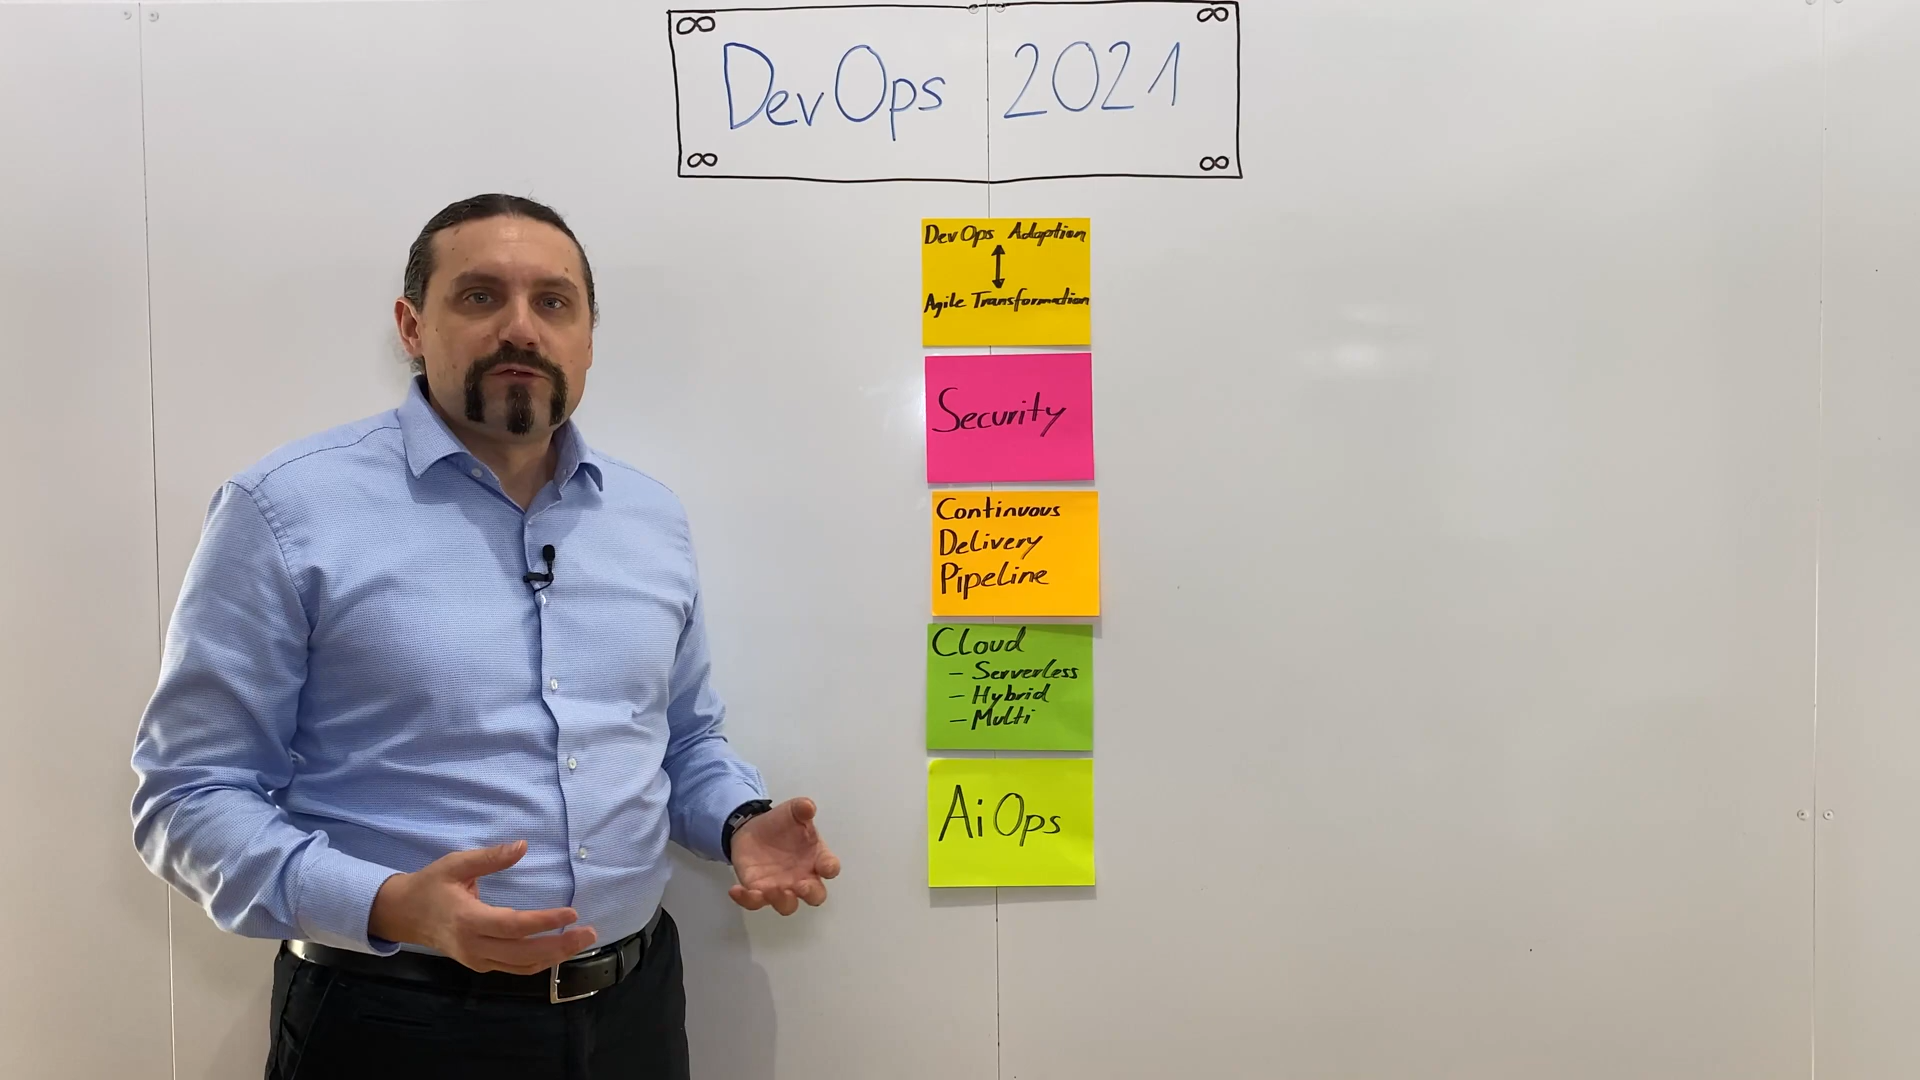 ∞ ∞
DevOps 2021
∞ ∞
DevOps Adoption
↕
Agile Transformation
Security
Continuous
Delivery
Pipeline
Cloud
- Serverless
- Hybrid
- Multi
AiOps